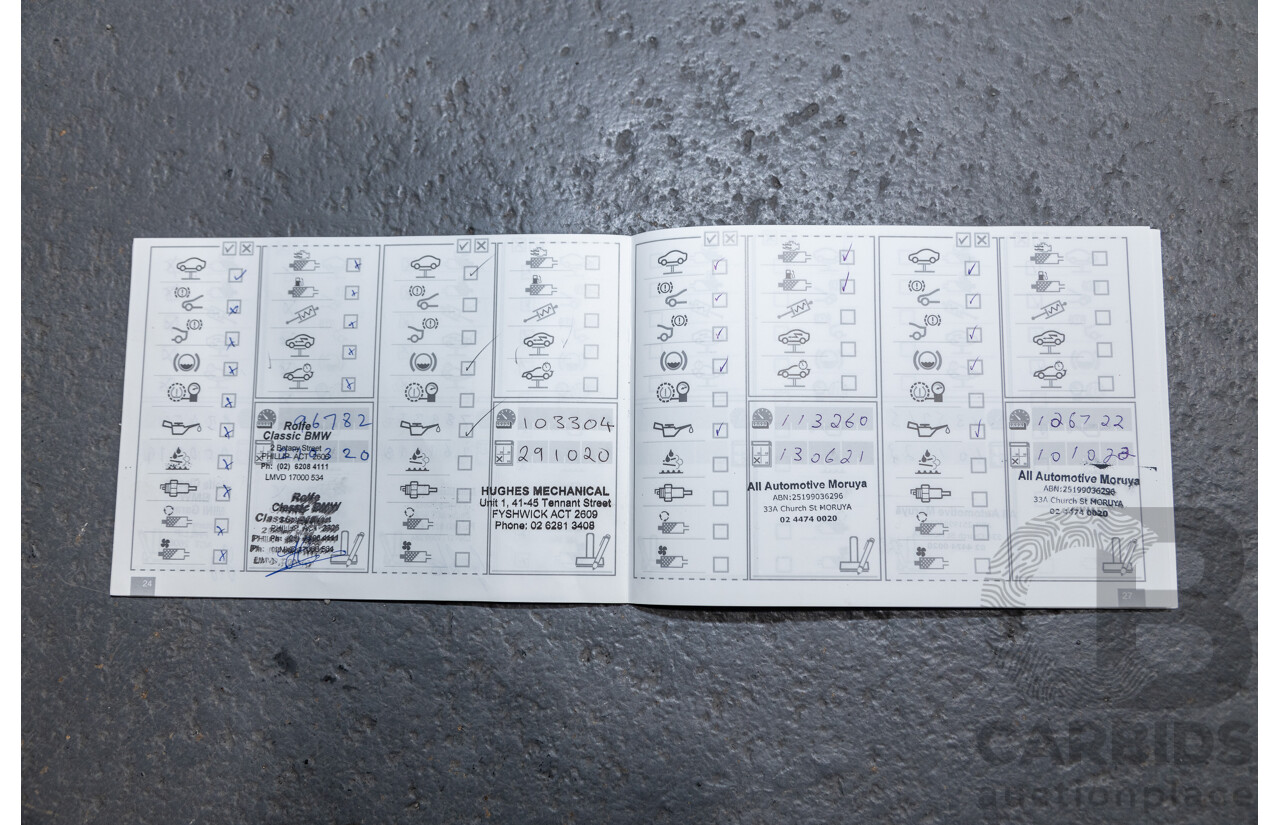 96782
Rolfe
Classic BMW
2 Botany Street
PHILLIP ACT 2606
Ph: (02) 6208 4111
LMVD 17000 534
24
103304
291020
HUGHES MECHANICAL
Unit 1, 41-45 Tennant Street
FYSHWICK ACT 2609
Phone: 02 6281 3408
113260
130621
All Automotive Moruya
ABN:25199036296
33A Church St MORUYA
02 4474 0020
126722
101022
All Automotive Moruya
ABN:25199036296
33A Church St MORUYA
02 4474 0020
27
CARBIDS
auctionplace